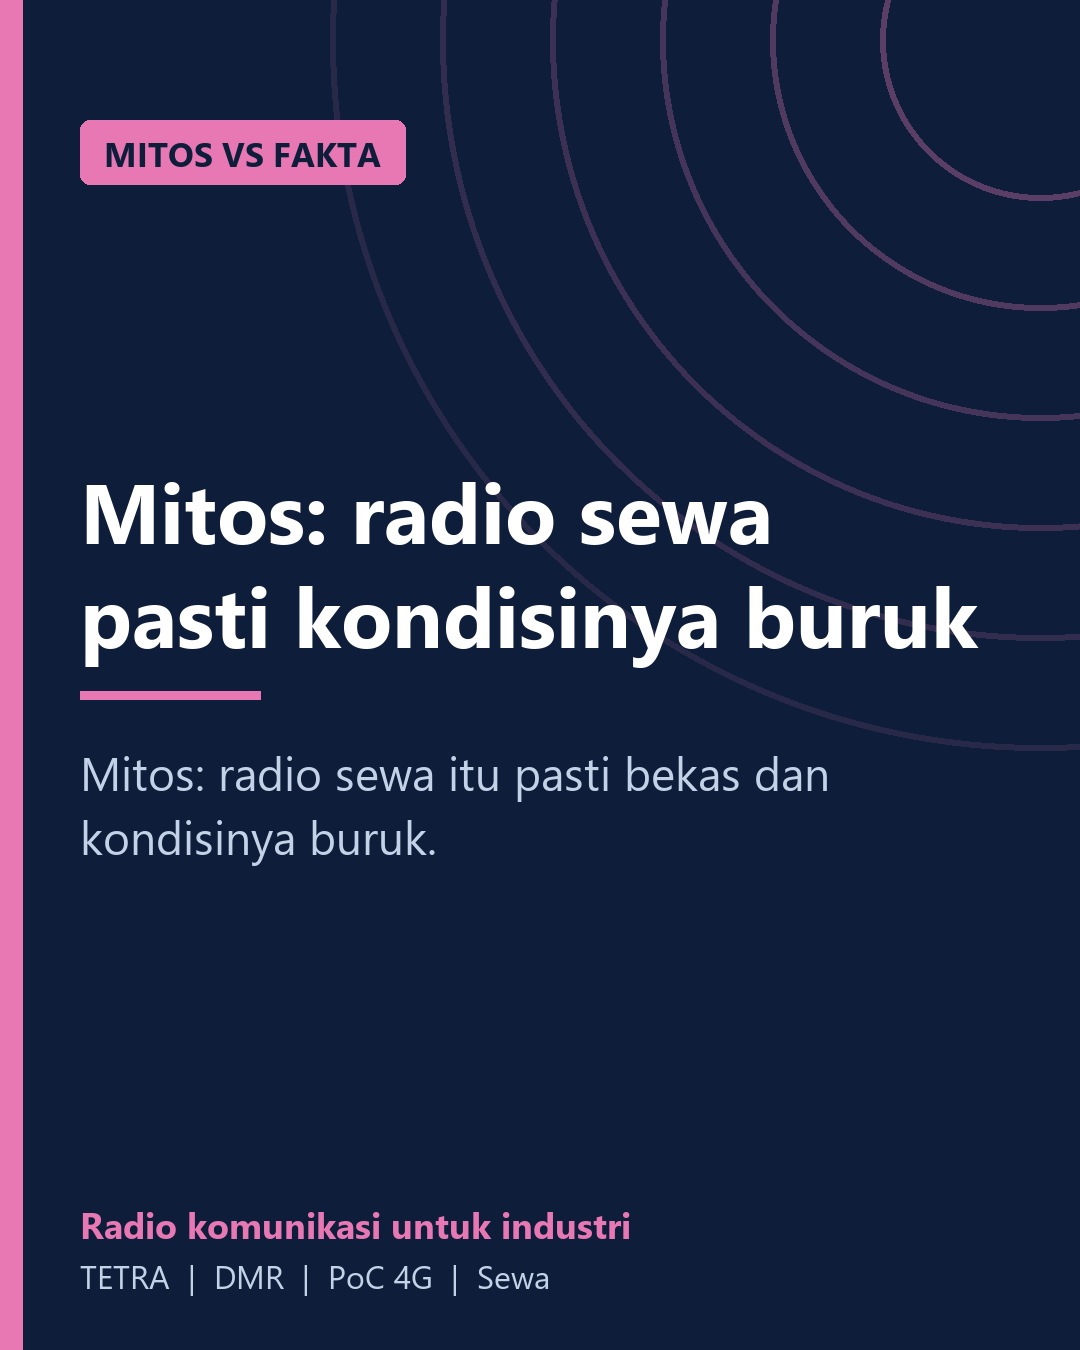 MITOS VS FAKTA
Mitos: radio sewa
pasti kondisinya buruk
Mitos: radio sewa itu pasti bekas dan
kondisinya buruk.
Radio komunikasi untuk industri
TETRA | DMR | PoC 4G | Sewa